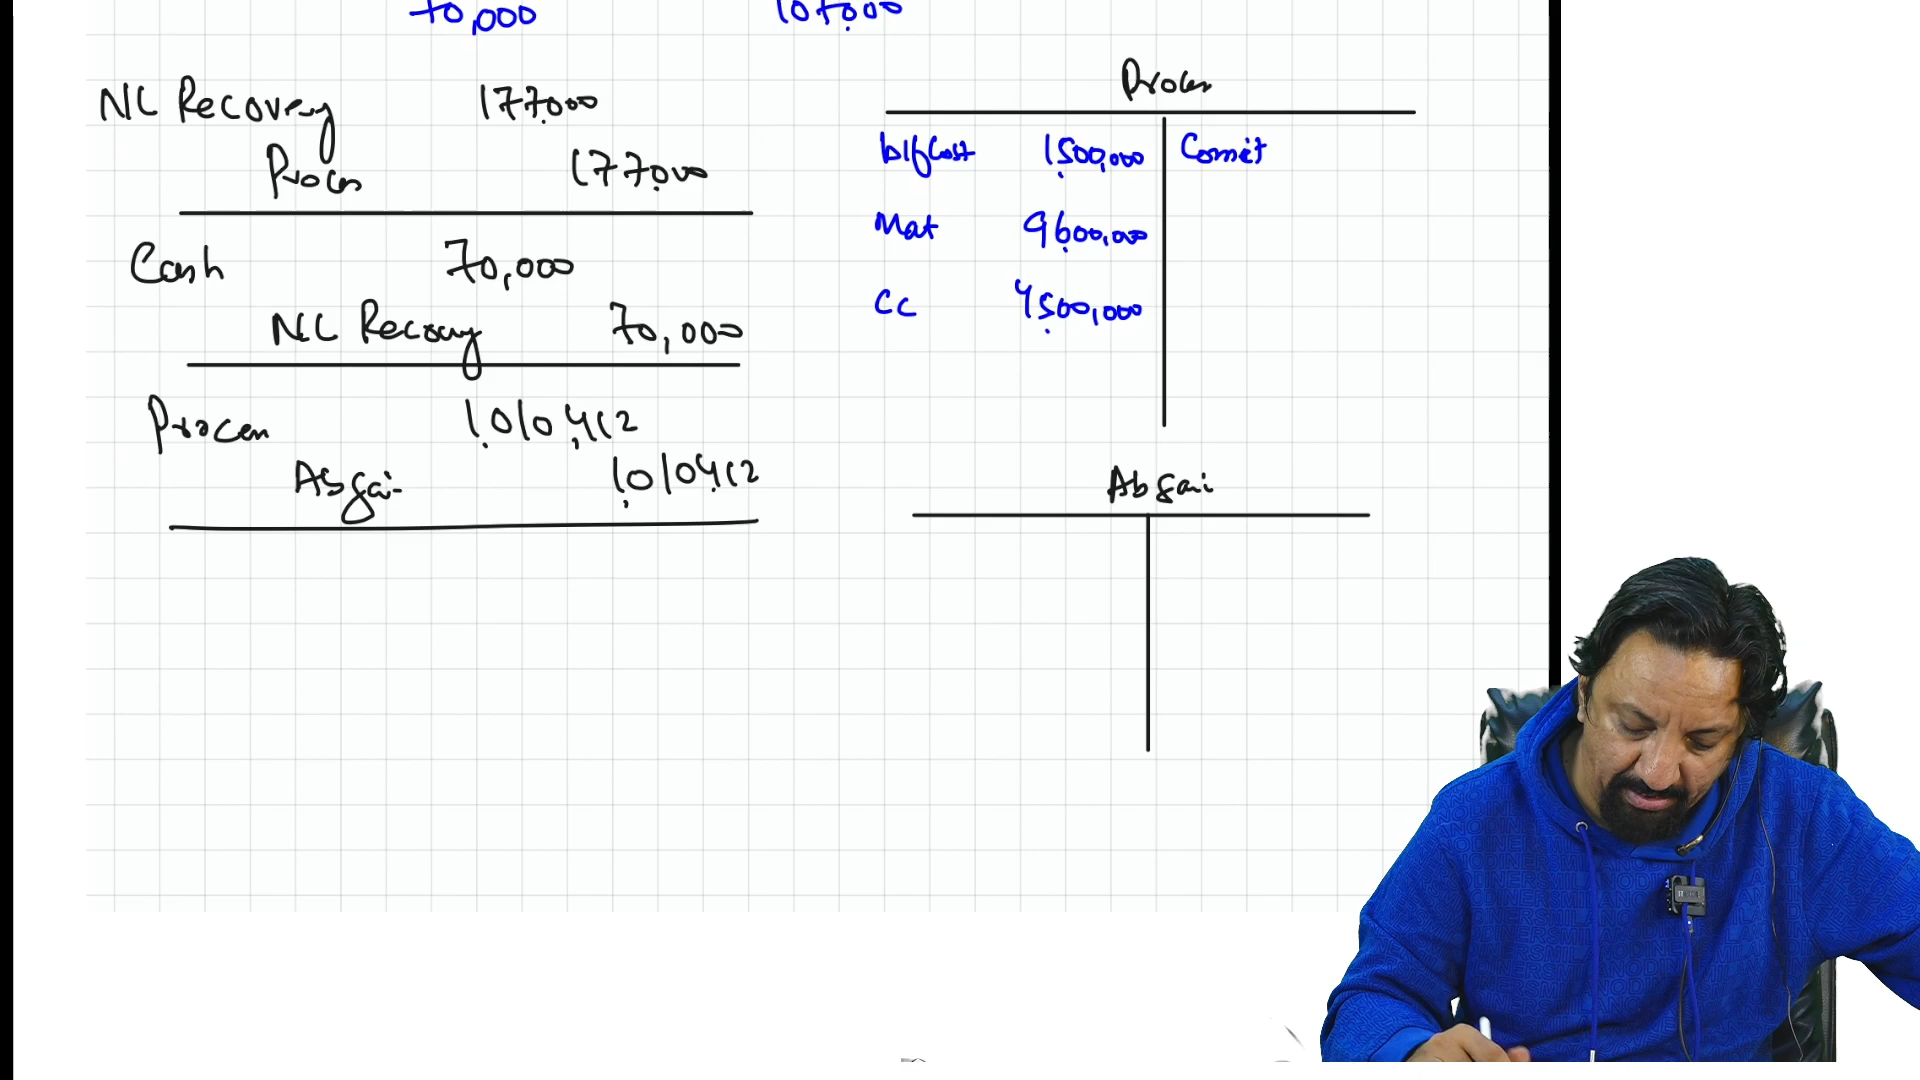 70,000 107,000
NL Recovery 177,000
Process 177,000
Cash 70,000
NL Recovery 70,000
Process 1,010,412
Ab gain 1,010,412
Process
b/f Cost 1,500,000
Mat 9,600,000
CC 4,500,000
Ab gain